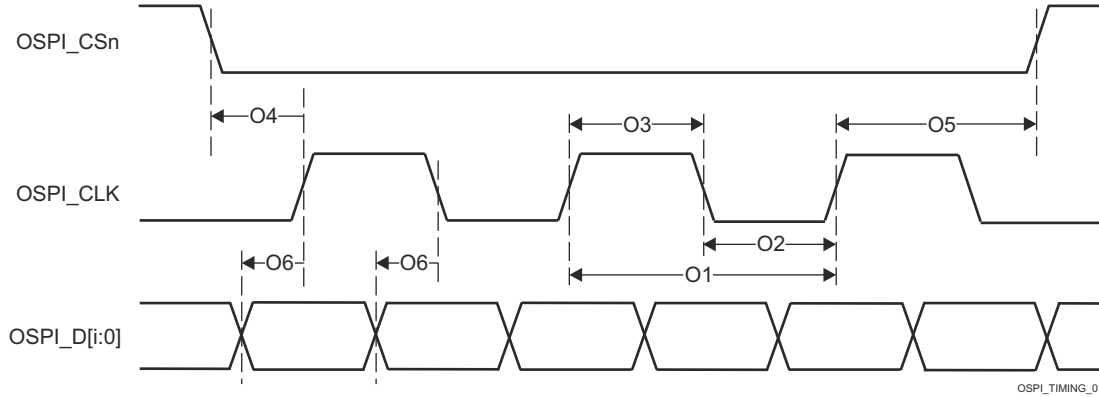 OSPI_CSn
O4
O3
O5
OSPI_CLK
O2
O6
O6
O1
OSPI_D[i:0]
OSPI_TIMING_0